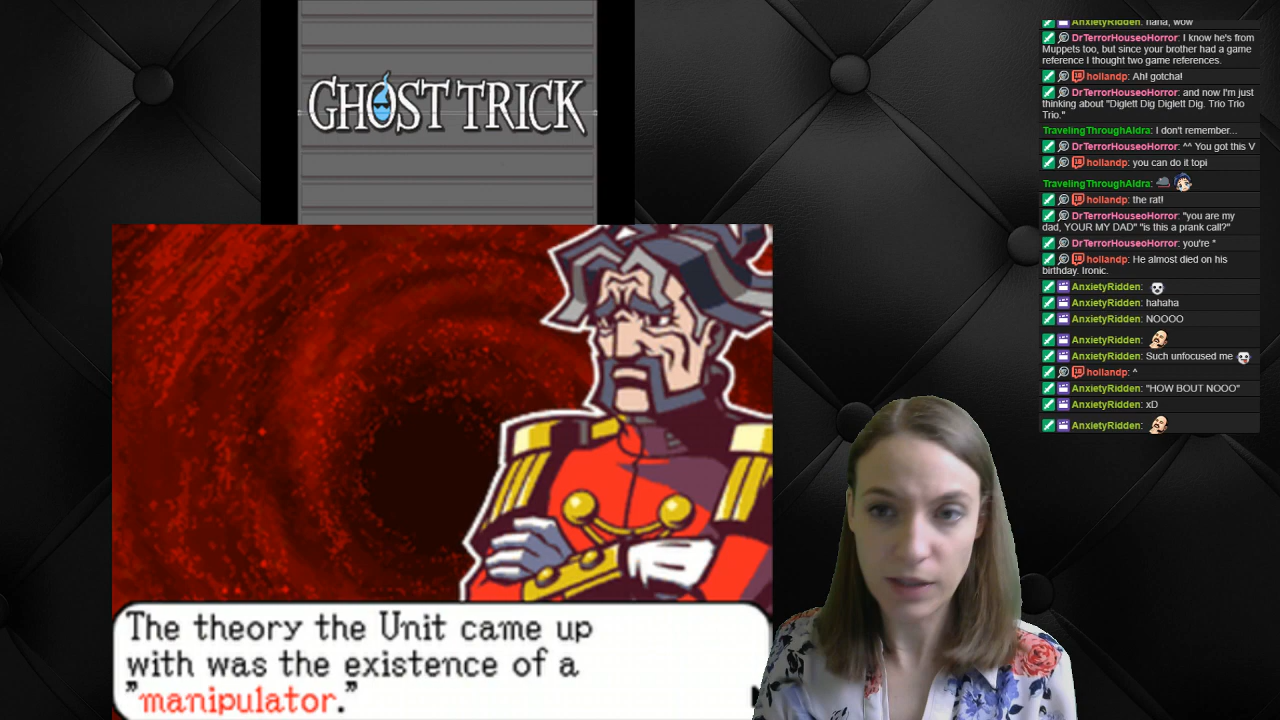 GHOST TRICK
The theory the Unit came up
with was the existence of a
"manipulator."
AnxietyRidden: haha, wow
DrTerrorHouseoHorror: I know he's from
Muppets too, but since your brother had a game
reference I thought two game references.
hollandp: Ah! gotcha!
DrTerrorHouseoHorror: and now I'm just
thinking about "Diglett Dig Diglett Dig. Trio Trio
Trio."
TravelingThroughAldra: I don't remember...
DrTerrorHouseoHorror: ^^ You got this V
hollandp: you can do it topi
TravelingThroughAldra:
hollandp: the rat!
DrTerrorHouseoHorror: "you are my
dad, YOUR MY DAD" "is this a prank call?"
DrTerrorHouseoHorror: you're *
hollandp: He almost died on his
birthday. Ironic.
AnxietyRidden:
AnxietyRidden: hahaha
AnxietyRidden: NOOOO
AnxietyRidden:
AnxietyRidden: Such unfocused me
hollandp: ^
AnxietyRidden: "HOW BOUT NOOO"
AnxietyRidden: xD
AnxietyRidden: